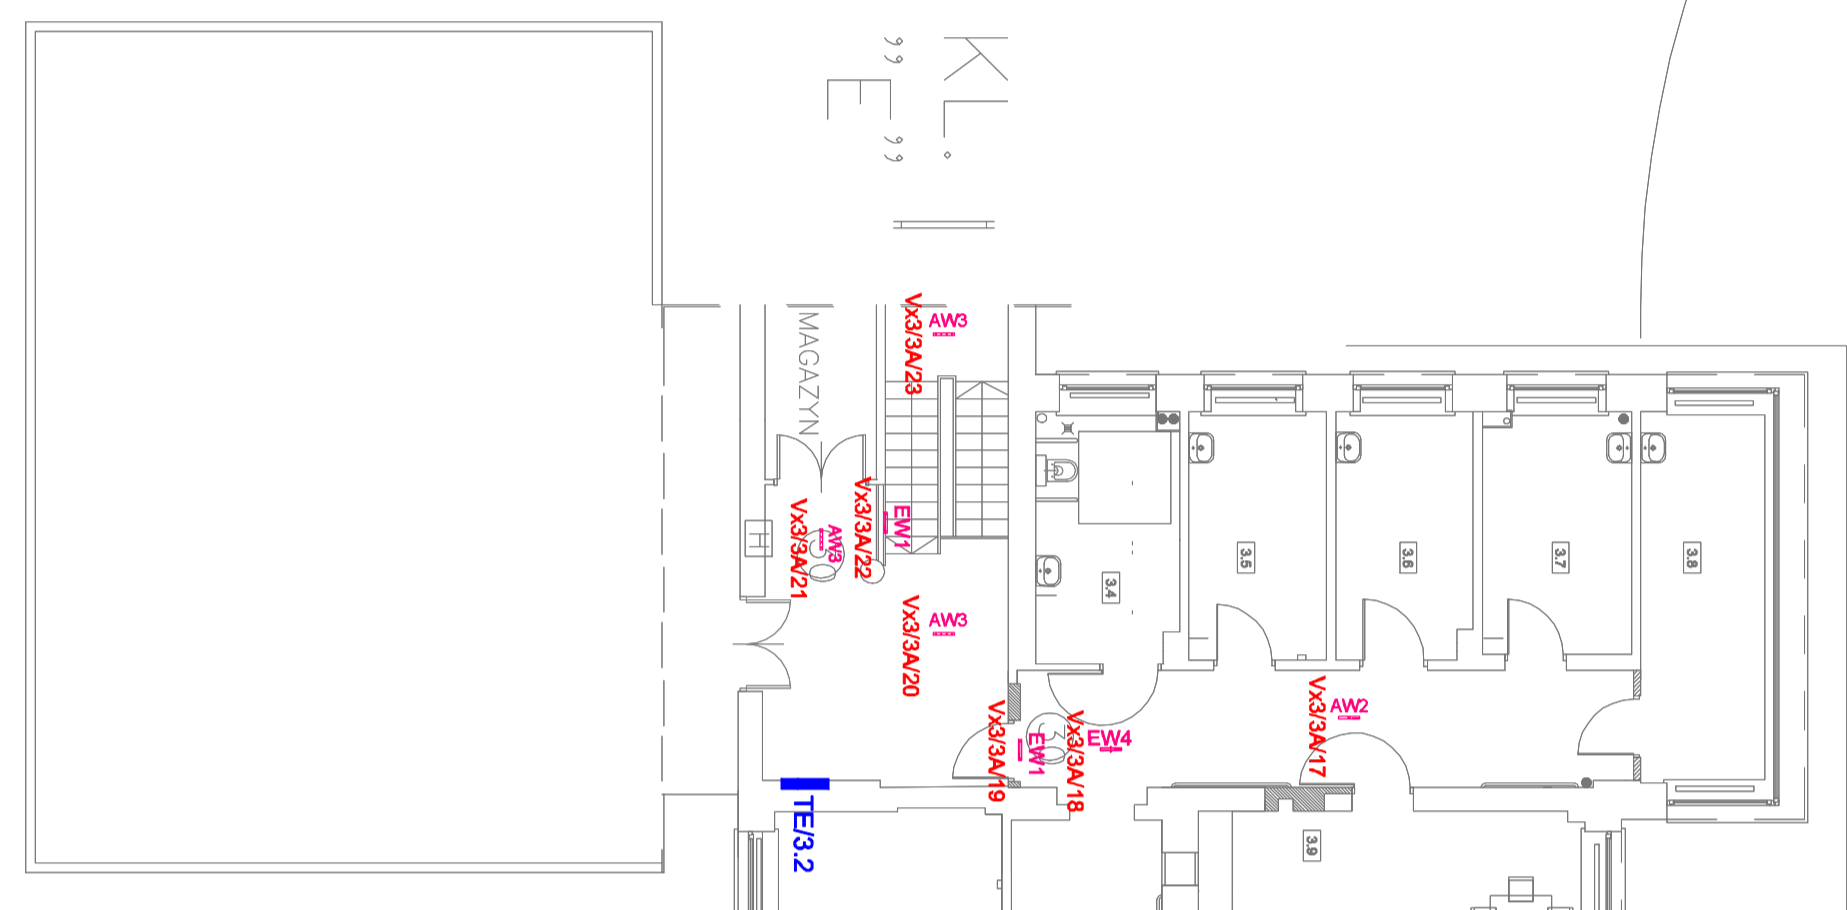 KL.
„ E ”
MAGAZYN
Vx3/3A/23
AW3
Vx3/3A/22
EW1
Vx3/3A/21
AW3
30
H
Vx3/3A/20
AW3
Vx3/3A/19
EW1
30
Vx3/3A/18
EW4
Vx3/3A/17
AW2
3.4
3.5
3.6
3.7
3.8
3.9
TE/3.2